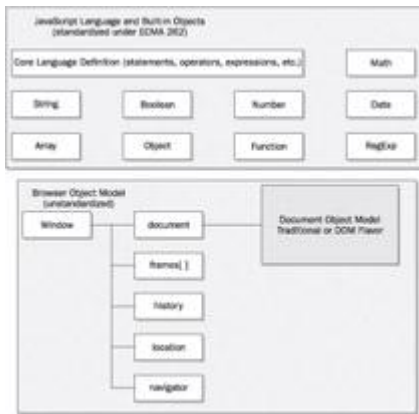 JavaScript Language and Built-in Objects
(standardized under ECMA 262)
Core Language Definition (statements, operators, expressions, etc.)
Math
String
Boolean
Number
Date
Array
Object
Function
RegExp
Browser Object Model
(unstandardized)
Window
document
Document Object Model
Traditional or DOM Flavor
frames[ ]
history
location
navigator